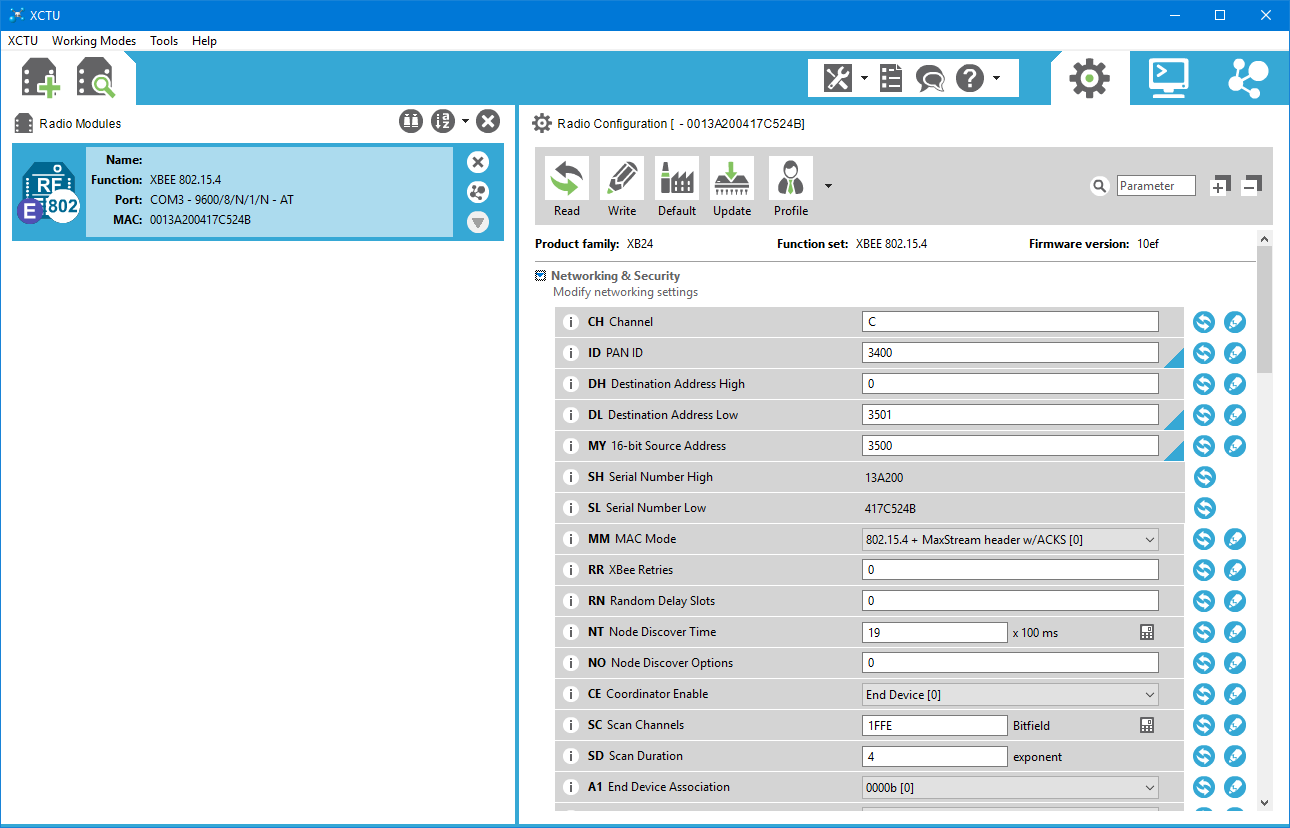 XCTU
XCTU Working Modes Tools Help
Radio Modules
Radio Configuration [ - 0013A200417C524B]
RF
E 802
Name:
Function: XBEE 802.15.4
Port: COM3 - 9600/8/N/1/N - AT
MAC: 0013A200417C524B
Read Write Default Update Profile
Parameter
Product family: XB24 Function set: XBEE 802.15.4 Firmware version: 10ef
Networking & Security
Modify networking settings
i CH Channel C
i ID PAN ID 3400
i DH Destination Address High 0
i DL Destination Address Low 3501
i MY 16-bit Source Address 3500
i SH Serial Number High 13A200
i SL Serial Number Low 417C524B
i MM MAC Mode 802.15.4 + MaxStream header w/ACKS [0]
i RR XBee Retries 0
i RN Random Delay Slots 0
i NT Node Discover Time 19 x 100 ms
i NO Node Discover Options 0
i CE Coordinator Enable End Device [0]
i SC Scan Channels 1FFE Bitfield
i SD Scan Duration 4 exponent
i A1 End Device Association 0000b [0]